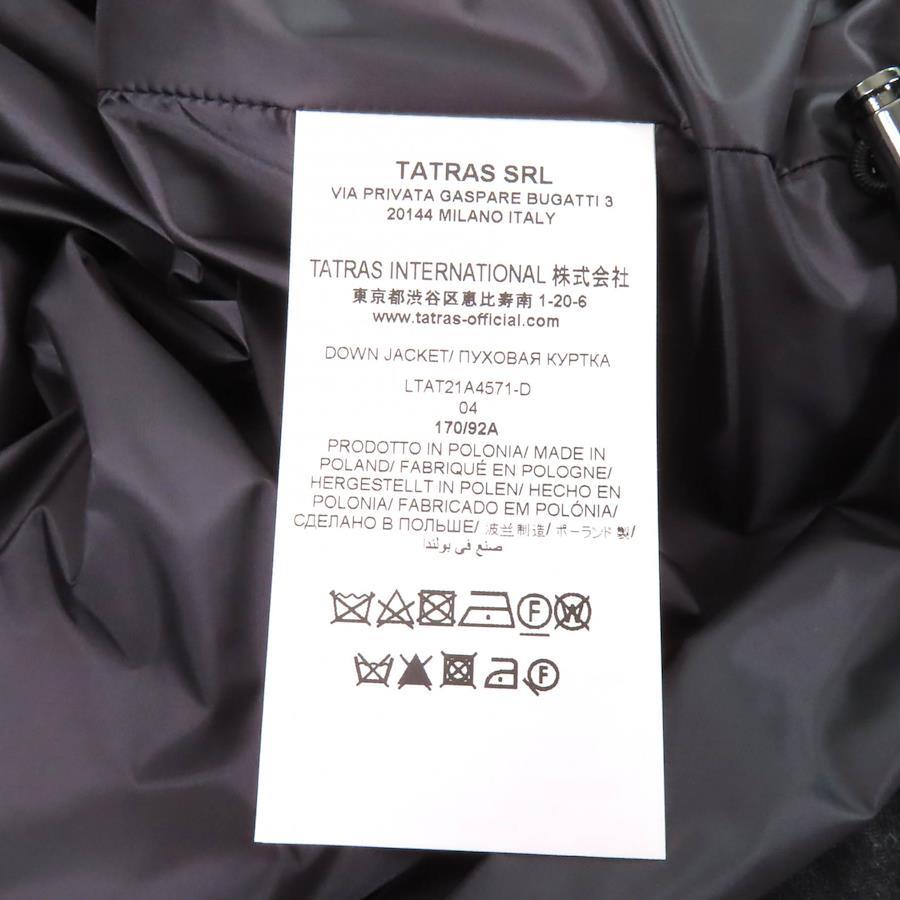 TATRAS SRL
VIA PRIVATA GASPARE BUGATTI 3
20144 MILANO ITALY
TATRAS INTERNATIONAL 株式会社
東京都渋谷区恵比寿南 1-20-6
www.tatras-official.com
DOWN JACKET/ ПУХОВАЯ КУРТКА
LTAT21A4571-D
04
170/92A
PRODOTTO IN POLONIA/ MADE IN
POLAND/ FABRIQUÉ EN POLOGNE/
HERGESTELLT IN POLEN/ HECHO EN
POLONIA/ FABRICADO EM POLÓNIA/
СДЕЛАНО В ПОЛЬШЕ/ 波兰制造/ ポーランド 製/
صنع في بولندا
F W
F